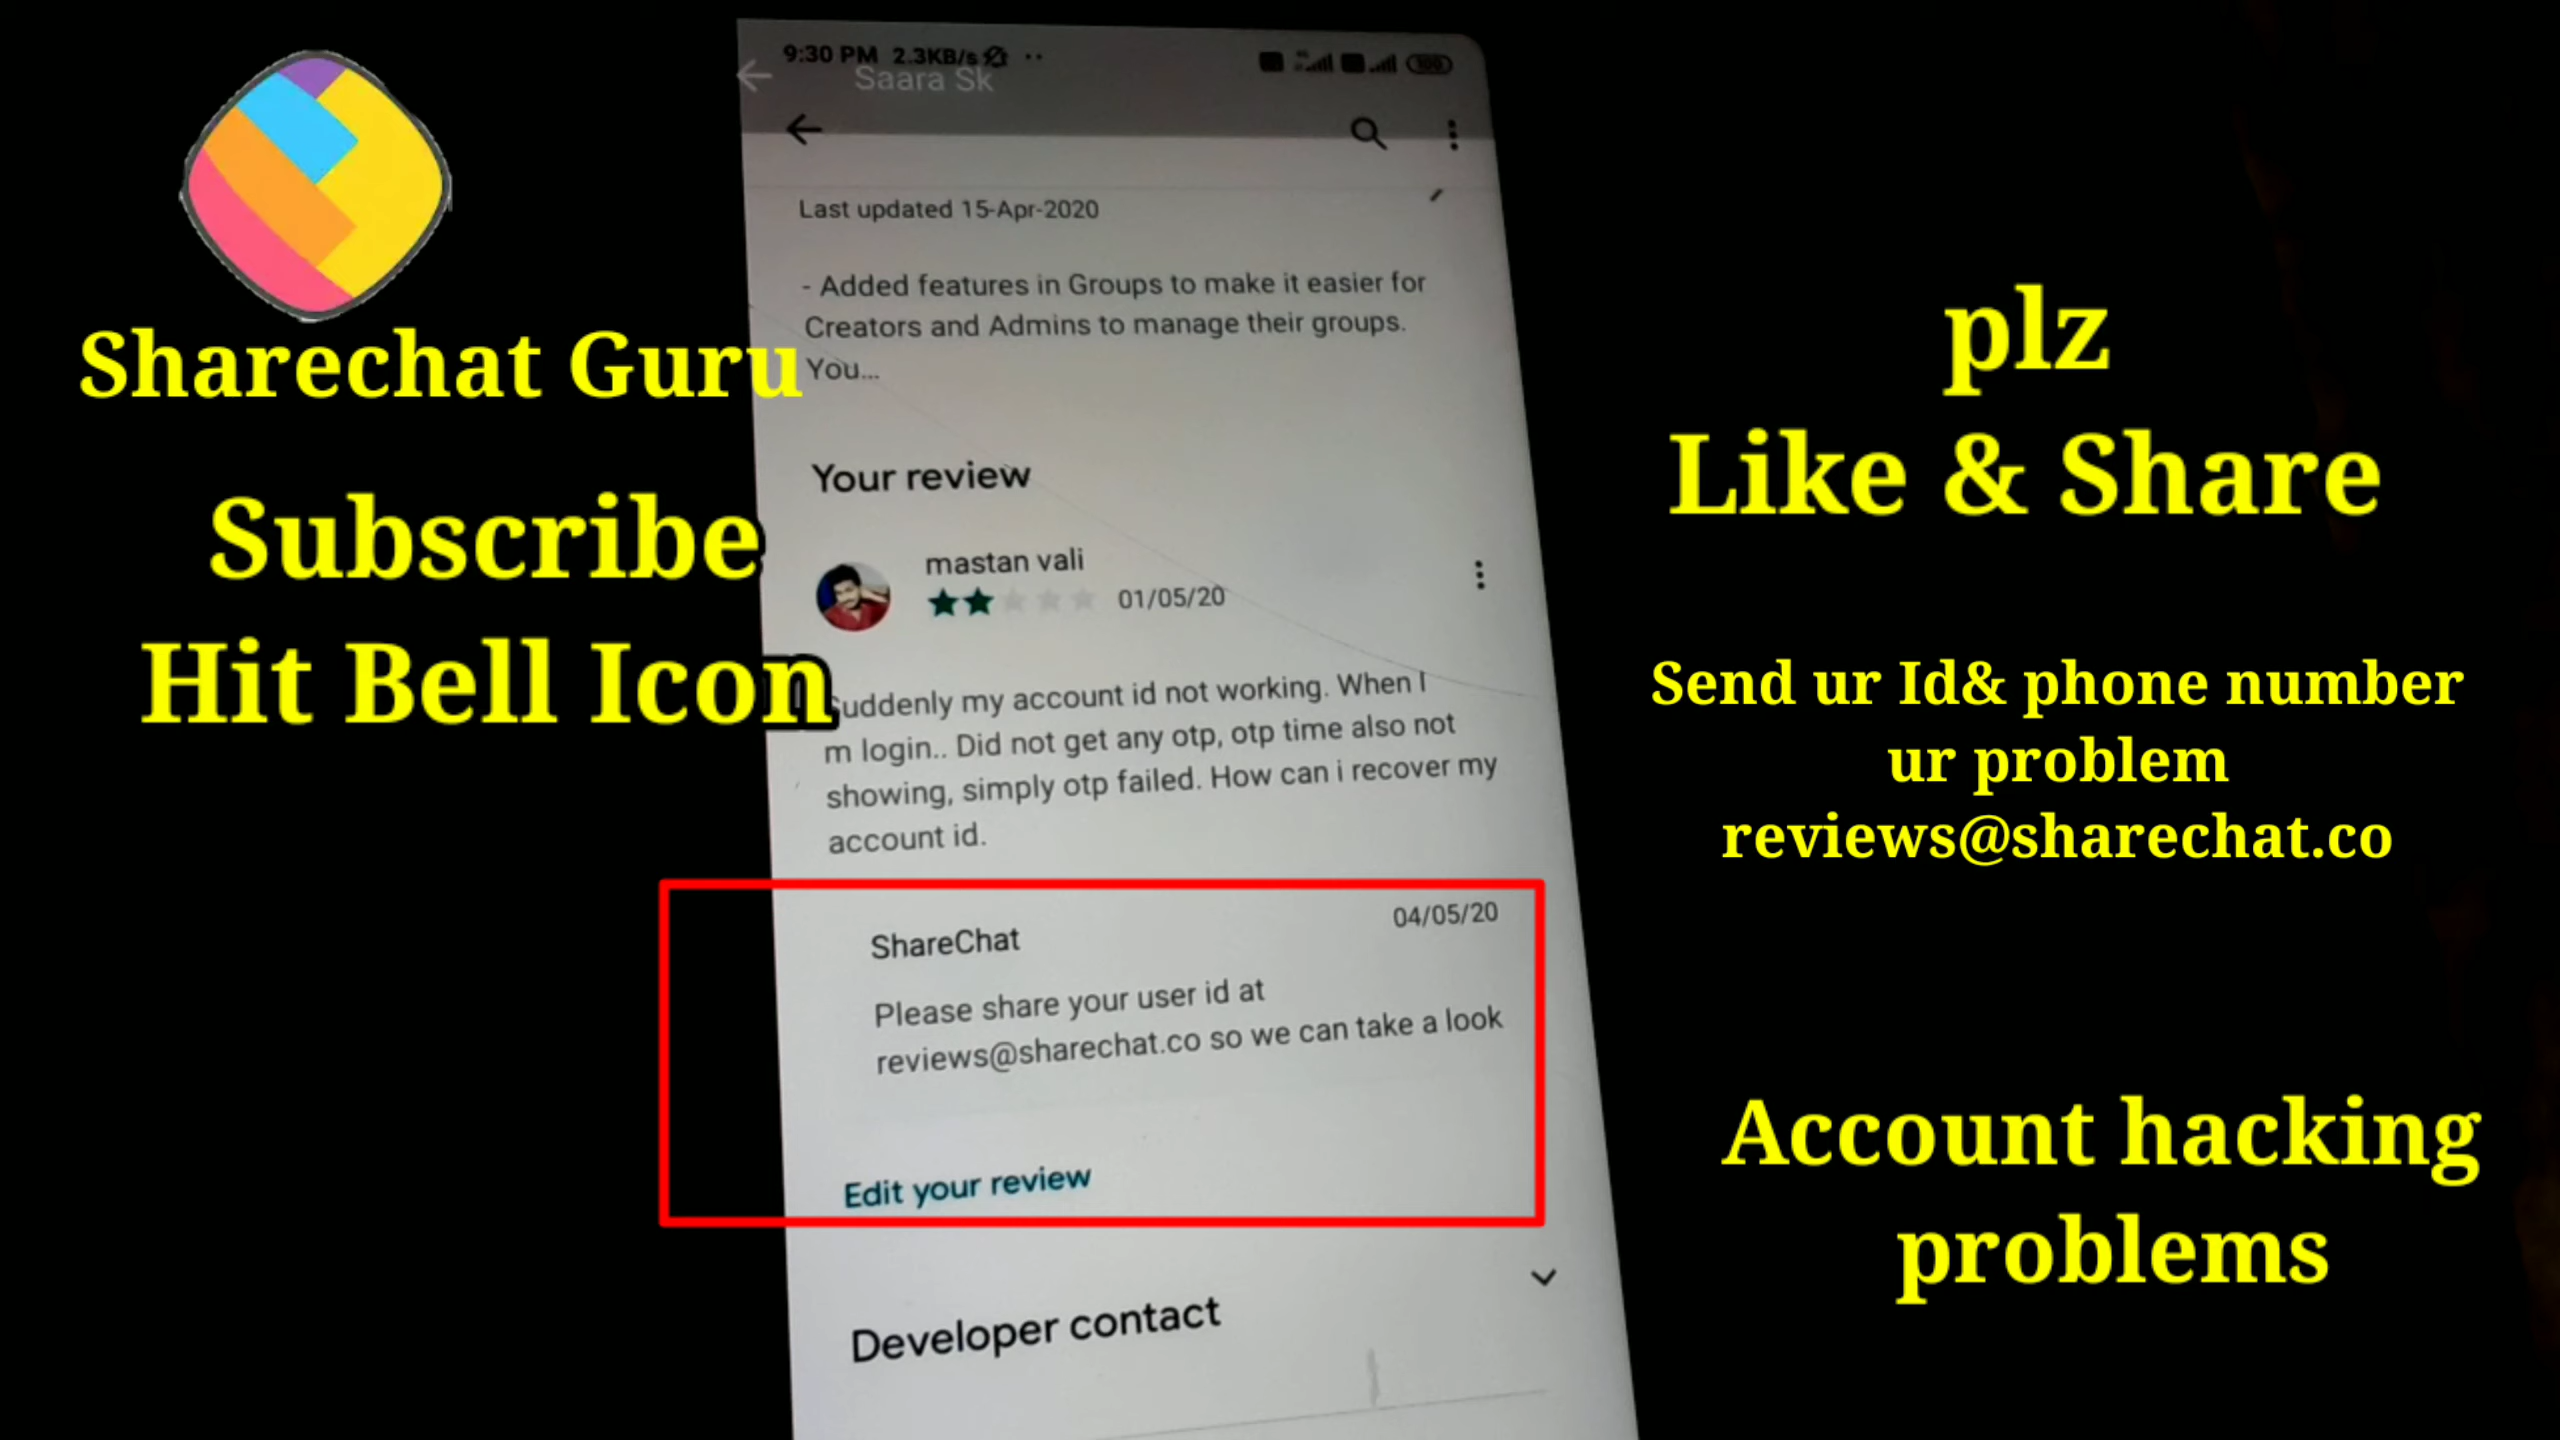 9:30 PM 2.3KB/s
Saara Sk
Last updated 15-Apr-2020
- Added features in Groups to make it easier for
Creators and Admins to manage their groups.
You...
Your review
mastan vali
01/05/20
Suddenly my account id not working. When I
m login.. Did not get any otp, otp time also not
showing, simply otp failed. How can i recover my
account id.
ShareChat
04/05/20
Please share your user id at
reviews@sharechat.co so we can take a look
Edit your review
Developer contact
Sharechat Guru
Subscribe
Hit Bell Icon
plz
Like & Share
Send ur Id& phone number
ur problem
reviews@sharechat.co
Account hacking
problems